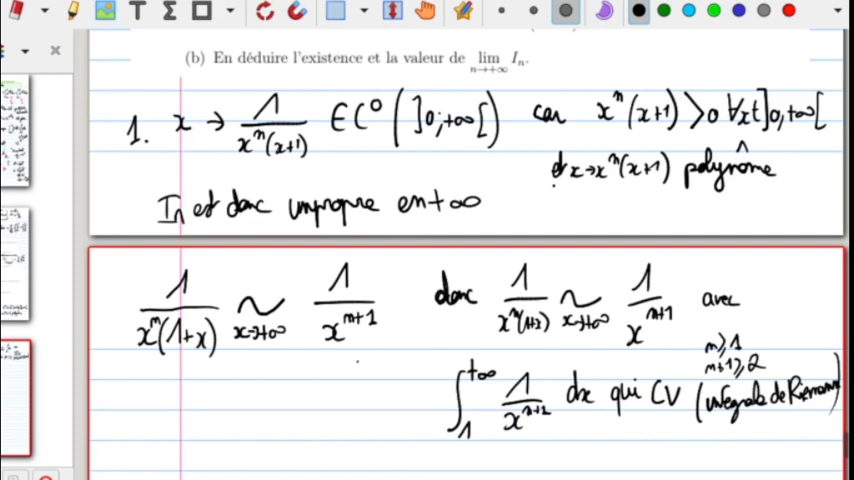 (b) En déduire l'existence et la valeur de lim I_n.
n→+∞
1. x → 1/(x^n(x+1)) ∈ C^0 (]0,+∞[) car x^n(x+1) > 0 ∀x∈]0,+∞[
et x→x^n(x+1) polynôme
In est donc impropre en +∞
1/(x^n(1+x)) ~ x→+∞ 1/x^{n+1} donc 1/(x^n(1+x)) ~ x→+∞ 1/x^{n+1} avec
n≥1
n+1≥2
∫_1^{+∞} 1/x^{n+1} dx qui CV (intégrale de Riemann)